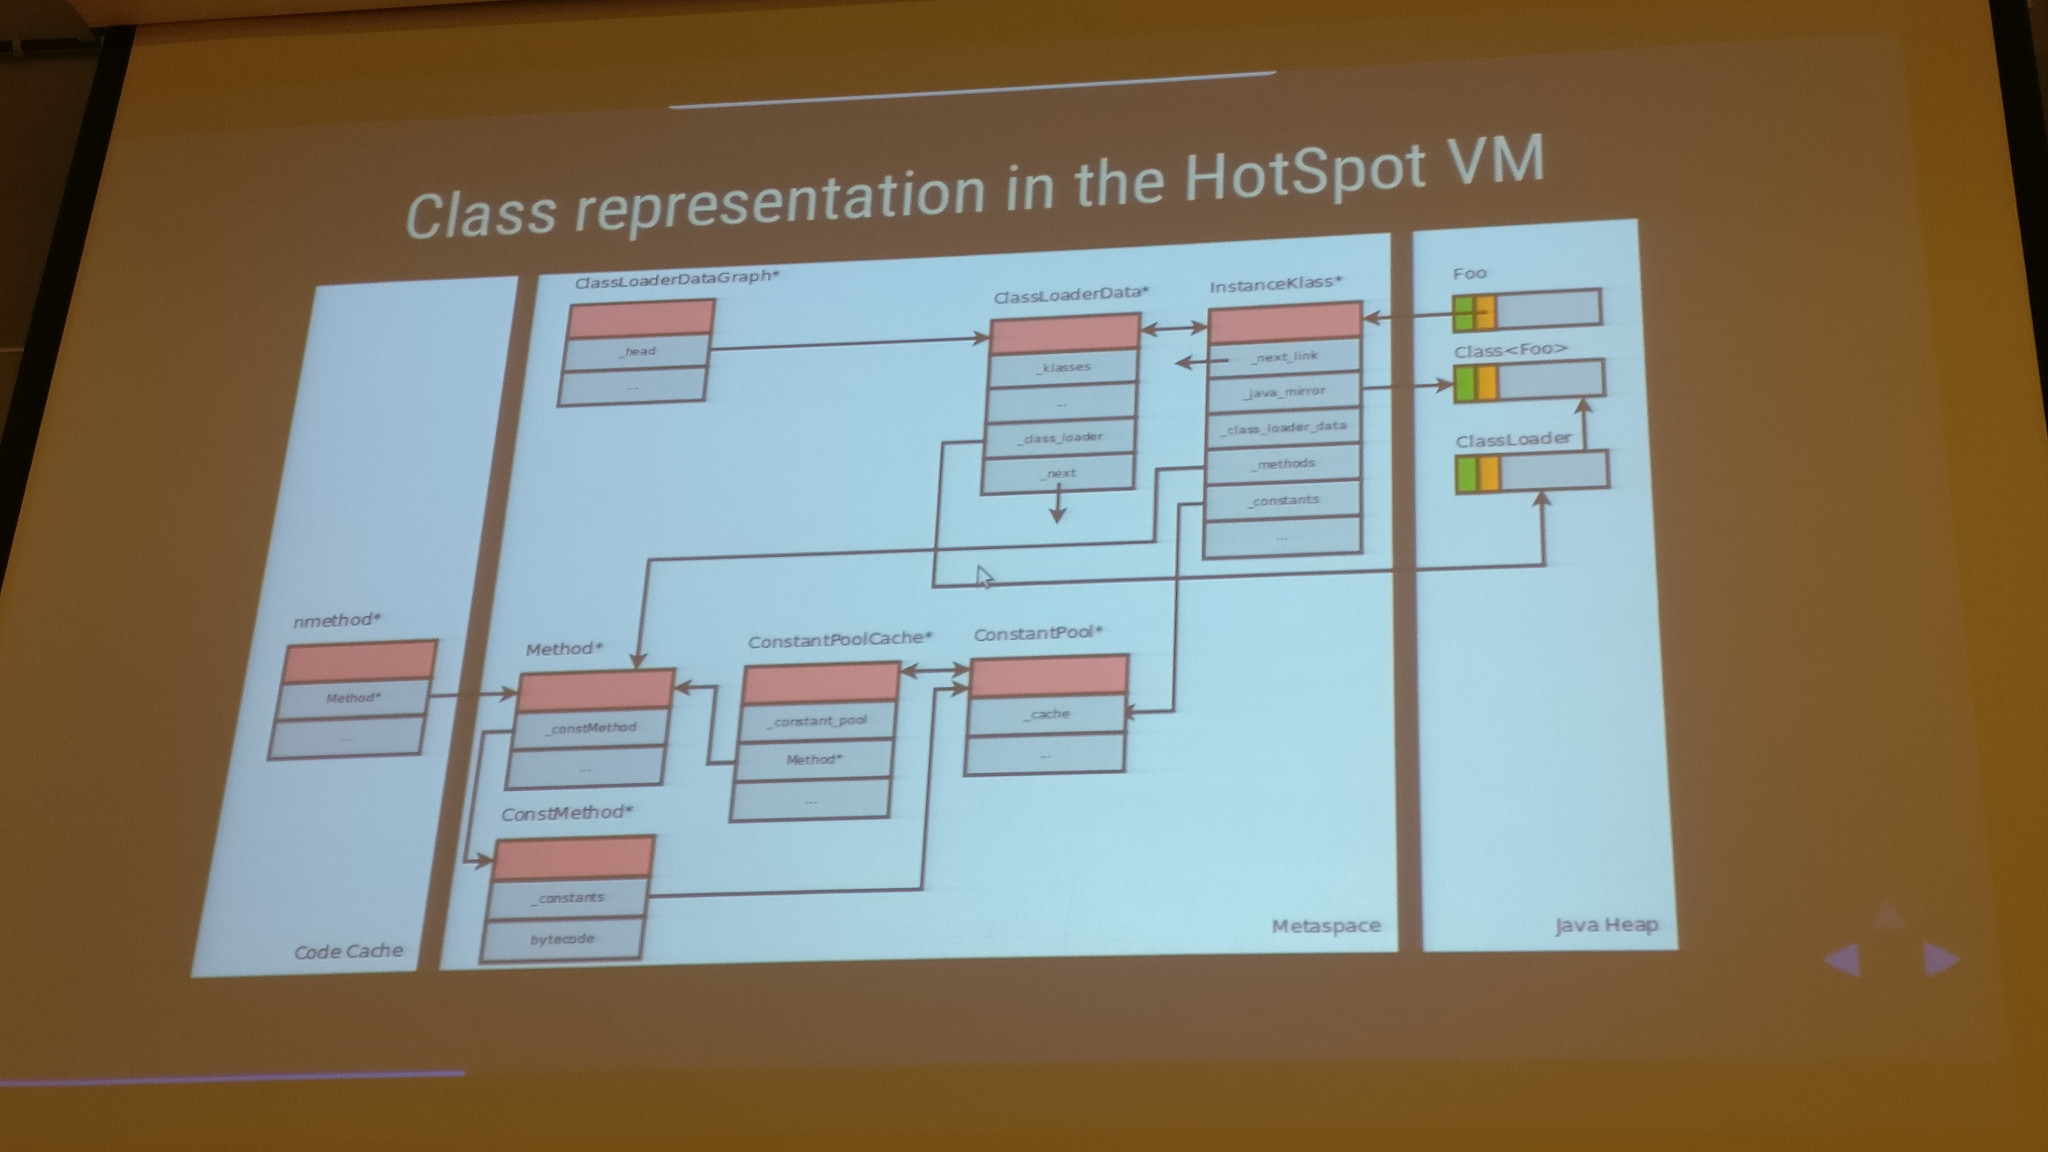 Class representation in the HotSpot VM
ClassLoaderDataGraph*
_head
...
ClassLoaderData*
_klasses
...
_class_loader
_next
InstanceKlass*
_next_link
_java_mirror
_class_loader_data
_methods
_constants
...
Foo
Class<Foo>
ClassLoader
nmethod*
Method*
...
Method*
_constMethod
...
ConstantPoolCache*
_constant_pool
Method*
...
ConstantPool*
_cache
...
ConstMethod*
_constants
bytecode
Code Cache
Metaspace
Java Heap